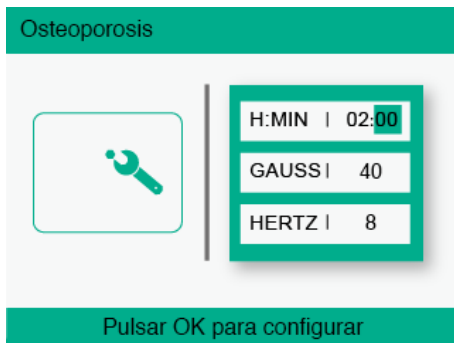 Osteoporosis
H:MIN | 02:00
GAUSS | 40
HERTZ | 8
Pulsar OK para configurar